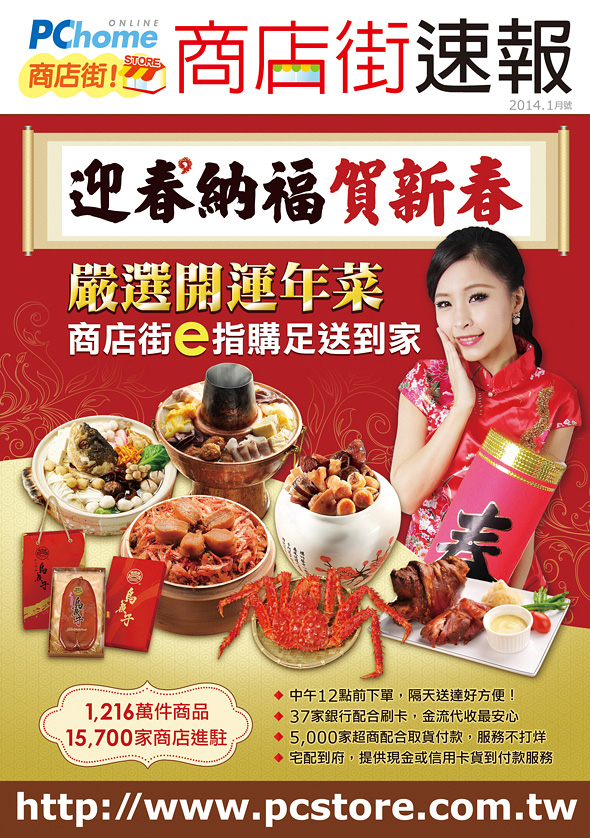 ONLINE
PChome
商店街!
STORE
商店街速報
2014.1月號
迎春納福賀新春
嚴選開運年菜
商店街e指購足送到家
春
烏魚子
烏魚子
1,216萬件商品
15,700家商店進駐
◆ 中午12點前下單，隔天送達好方便！
◆ 37家銀行配合刷卡，金流代收最安心
◆ 5,000家超商配合取貨付款，服務不打烊
◆ 宅配到府，提供現金或信用卡貨到付款服務
http://www.pcstore.com.tw